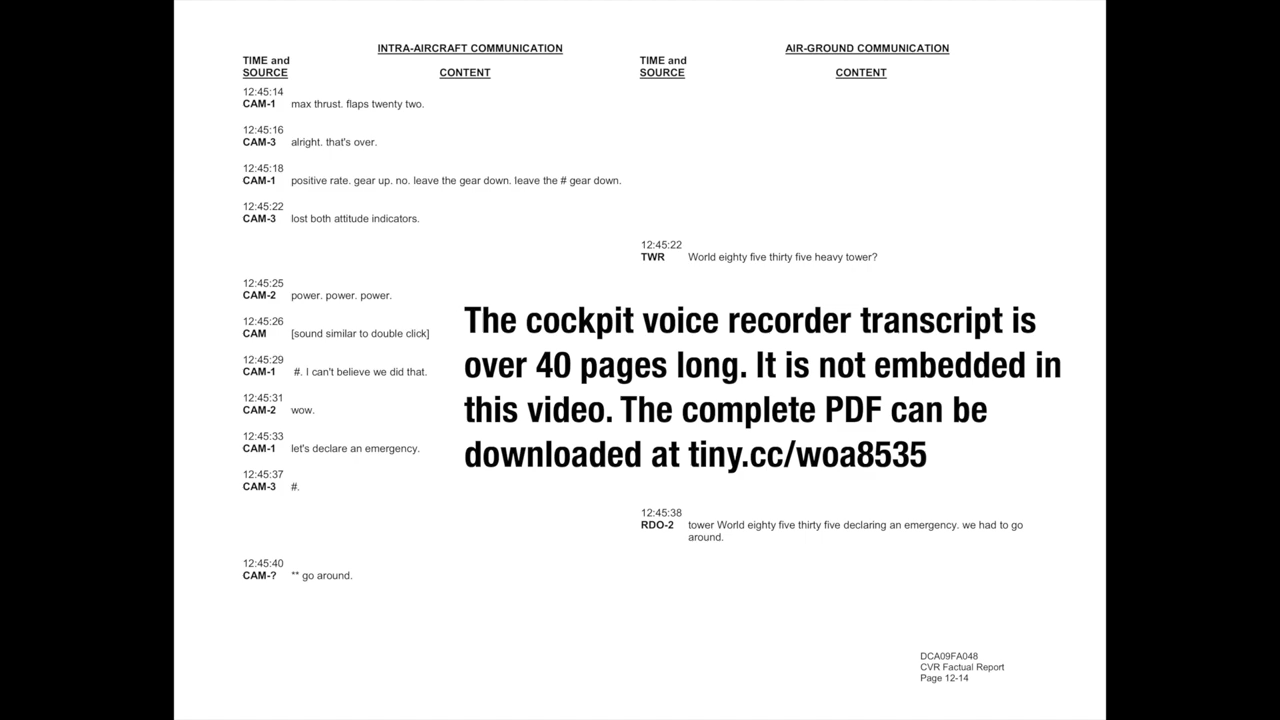 INTRA-AIRCRAFT COMMUNICATION
AIR-GROUND COMMUNICATION
TIME and
SOURCE
CONTENT
TIME and
SOURCE
CONTENT
12:45:14
CAM-1 max thrust. flaps twenty two.
12:45:16
CAM-3 alright. that's over.
12:45:18
CAM-1 positive rate. gear up. no. leave the gear down. leave the # gear down.
12:45:22
CAM-3 lost both attitude indicators.
12:45:22
TWR World eighty five thirty five heavy tower?
12:45:25
CAM-2 power. power. power.
12:45:26
CAM [sound similar to double click]
12:45:29
CAM-1 #. I can't believe we did that.
12:45:31
CAM-2 wow.
12:45:33
CAM-1 let's declare an emergency.
12:45:37
CAM-3 #.
The cockpit voice recorder transcript is
over 40 pages long. It is not embedded in
this video. The complete PDF can be
downloaded at tiny.cc/woa8535
12:45:38
RDO-2 tower World eighty five thirty five declaring an emergency. we had to go
around.
12:45:40
CAM-? ** go around.
DCA09FA048
CVR Factual Report
Page 12-14